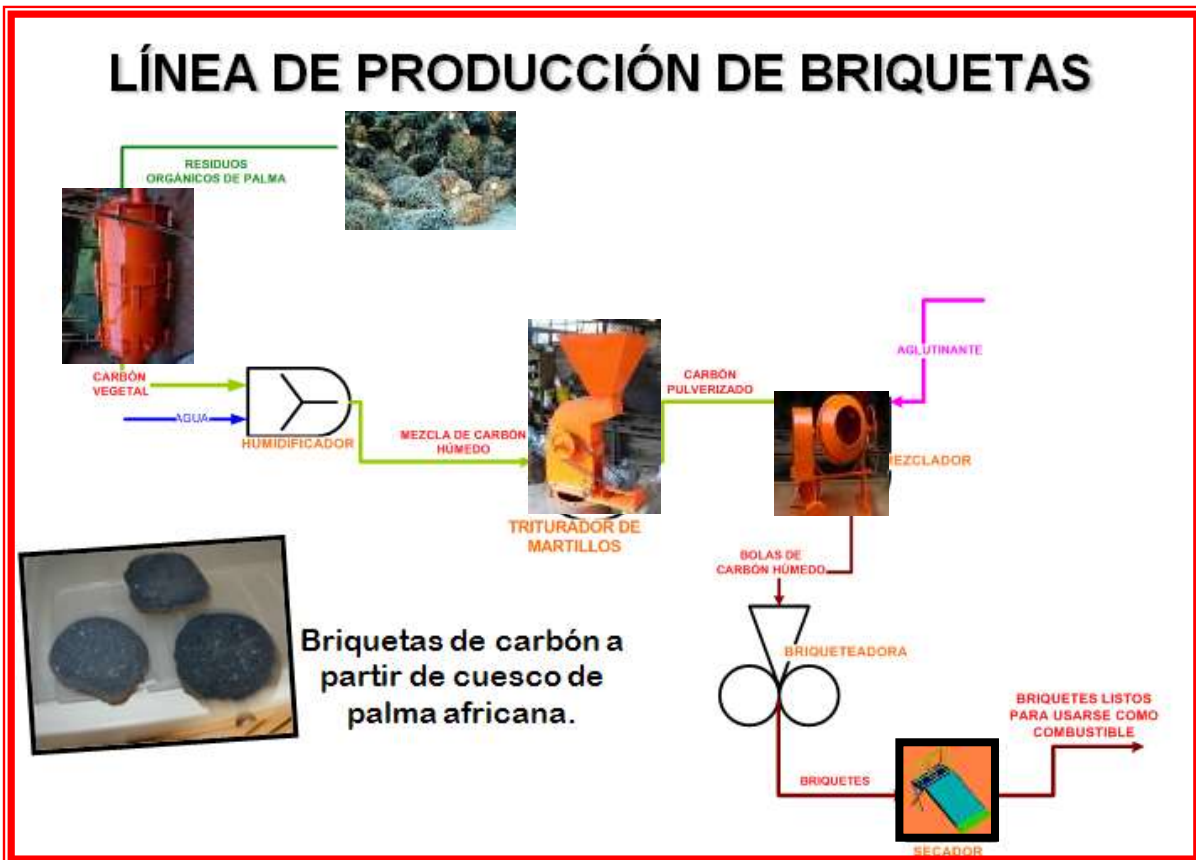 LÍNEA DE PRODUCCIÓN DE BRIQUETAS
RESIDUOS
ORGÁNICOS DE PALMA
AGLUTINANTE
CARBÓN
VEGETAL
CARBÓN
PULVERIZADO
AGUA
HUMIDIFICADOR
MEZCLA DE CARBÓN
HÚMEDO
MEZCLADOR
TRITURADOR DE
MARTILLOS
BOLAS DE
CARBÓN HÚMEDO
Briquetas de carbón a
partir de cuesco de
palma africana.
BRIQUETEADORA
BRIQUETES LISTOS
PARA USARSE COMO
COMBUSTIBLE
BRIQUETES
SECADOR